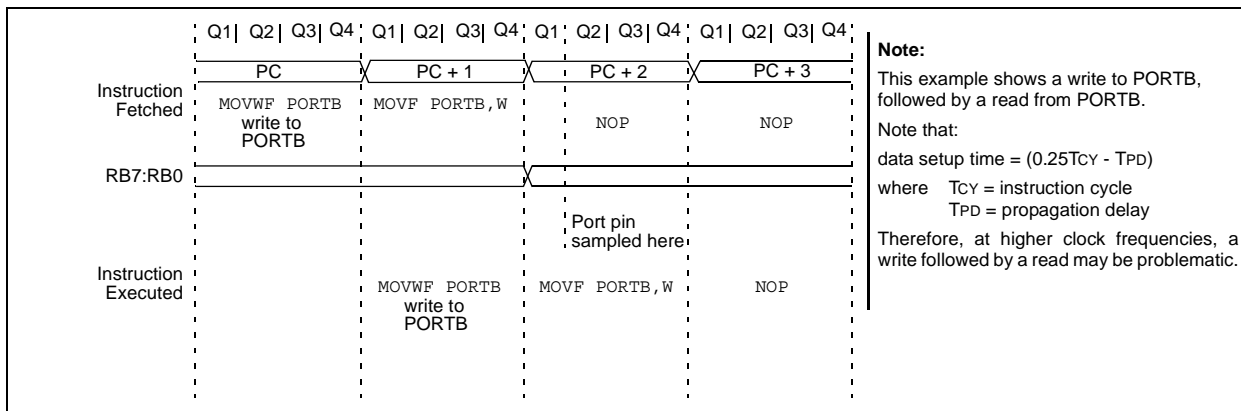 Q1| Q2| Q3| Q4 Q1| Q2| Q3| Q4 Q1 Q2| Q3| Q4 Q1| Q2| Q3| Q4
PC PC + 1 PC + 2 PC + 3
Instruction
Fetched
MOVWF PORTB MOVF PORTB,W
write to
PORTB
NOP NOP
RB7:RB0
Port pin
sampled here
Instruction
Executed
MOVWF PORTB MOVF PORTB,W NOP
write to
PORTB
Note:
This example shows a write to PORTB,
followed by a read from PORTB.
Note that:
data setup time = (0.25TCY - TPD)
where TCY = instruction cycle
TPD = propagation delay
Therefore, at higher clock frequencies, a
write followed by a read may be problematic.